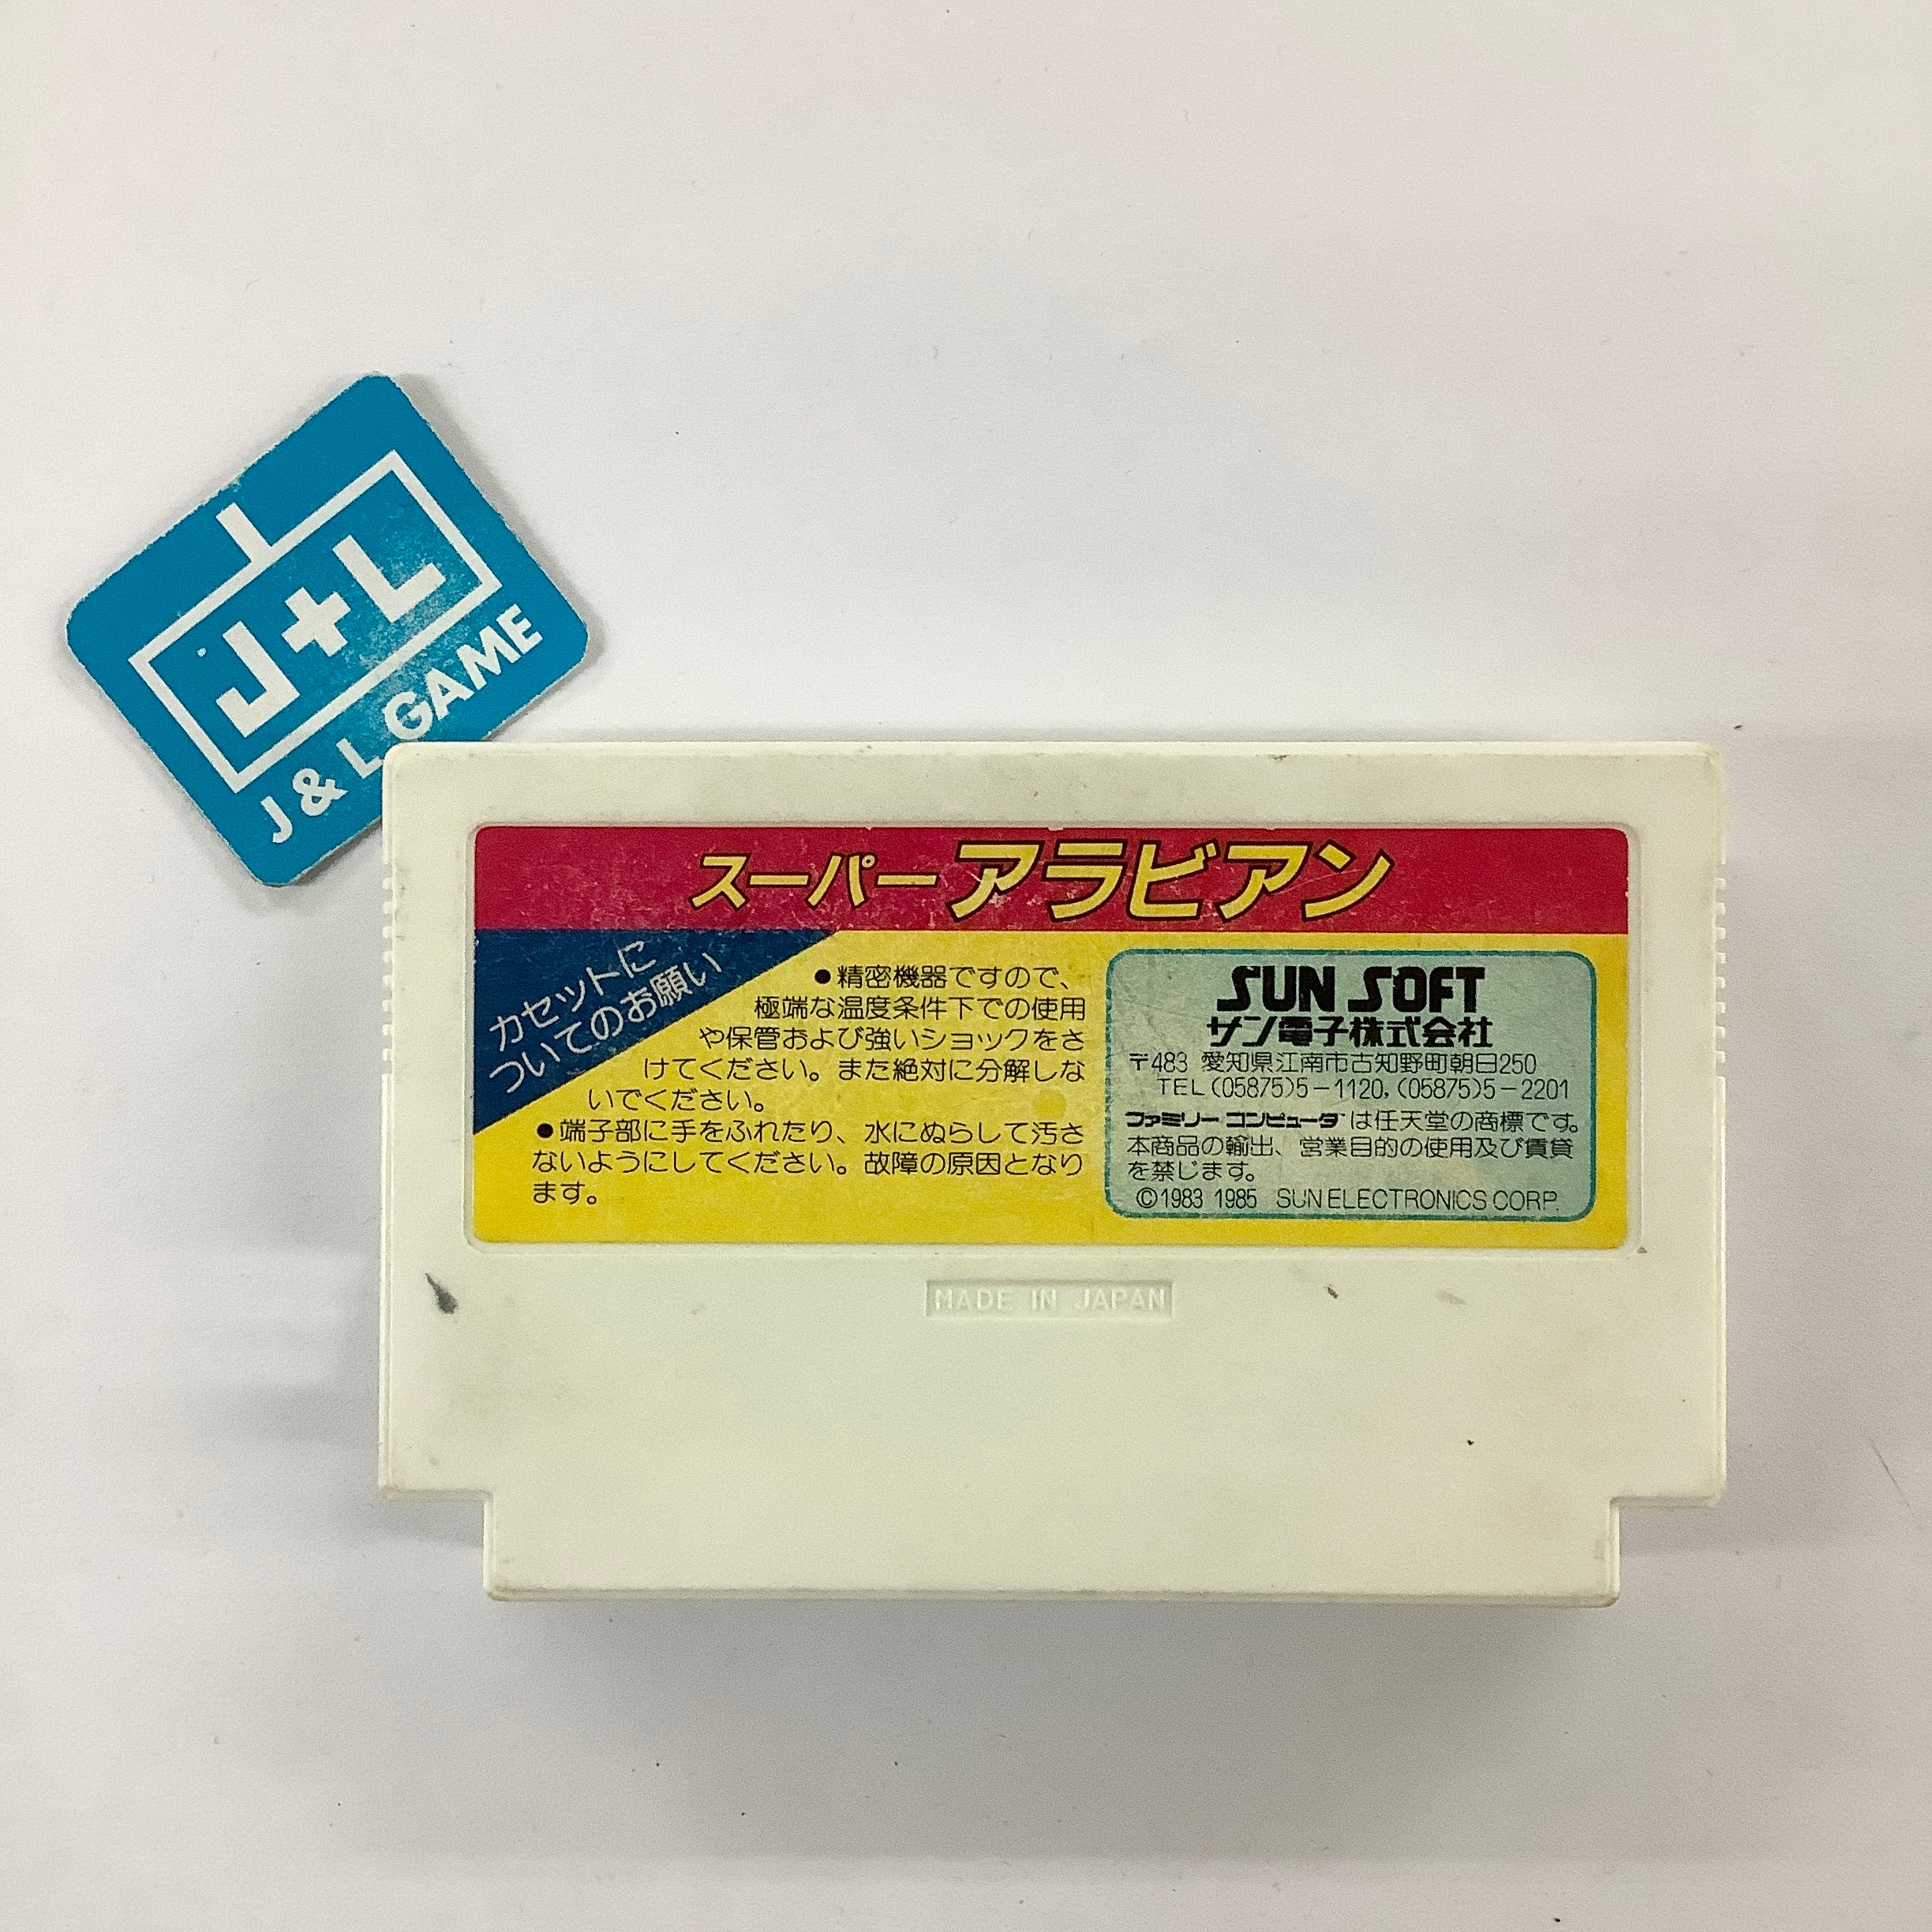 J+L
J & L GAME
スーパーアラビアン
カセットに
ついてのお願い
●精密機器ですので、
極端な温度条件下での使用
や保管および強いショックをさ
けてください。また絶対に分解しな
いでください。
●端子部に手をふれたり、水にぬらして汚さ
ないようにしてください。故障の原因となり
ます。
SUN SOFT
サン電子株式会社
〒483 愛知県江南市古知野町朝日250
TEL(05875)5-1120,(05875)5-2201
ファミリーコンピュータは任天堂の商標です。
本商品の輸出、営業目的の使用及び賃貸
を禁じます。
©1983 1985 SUN ELECTRONICS CORP.
MADE IN JAPAN